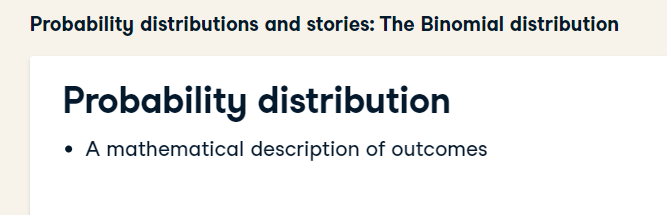 Probability distributions and stories: The Binomial distribution
Probability distribution
• A mathematical description of outcomes